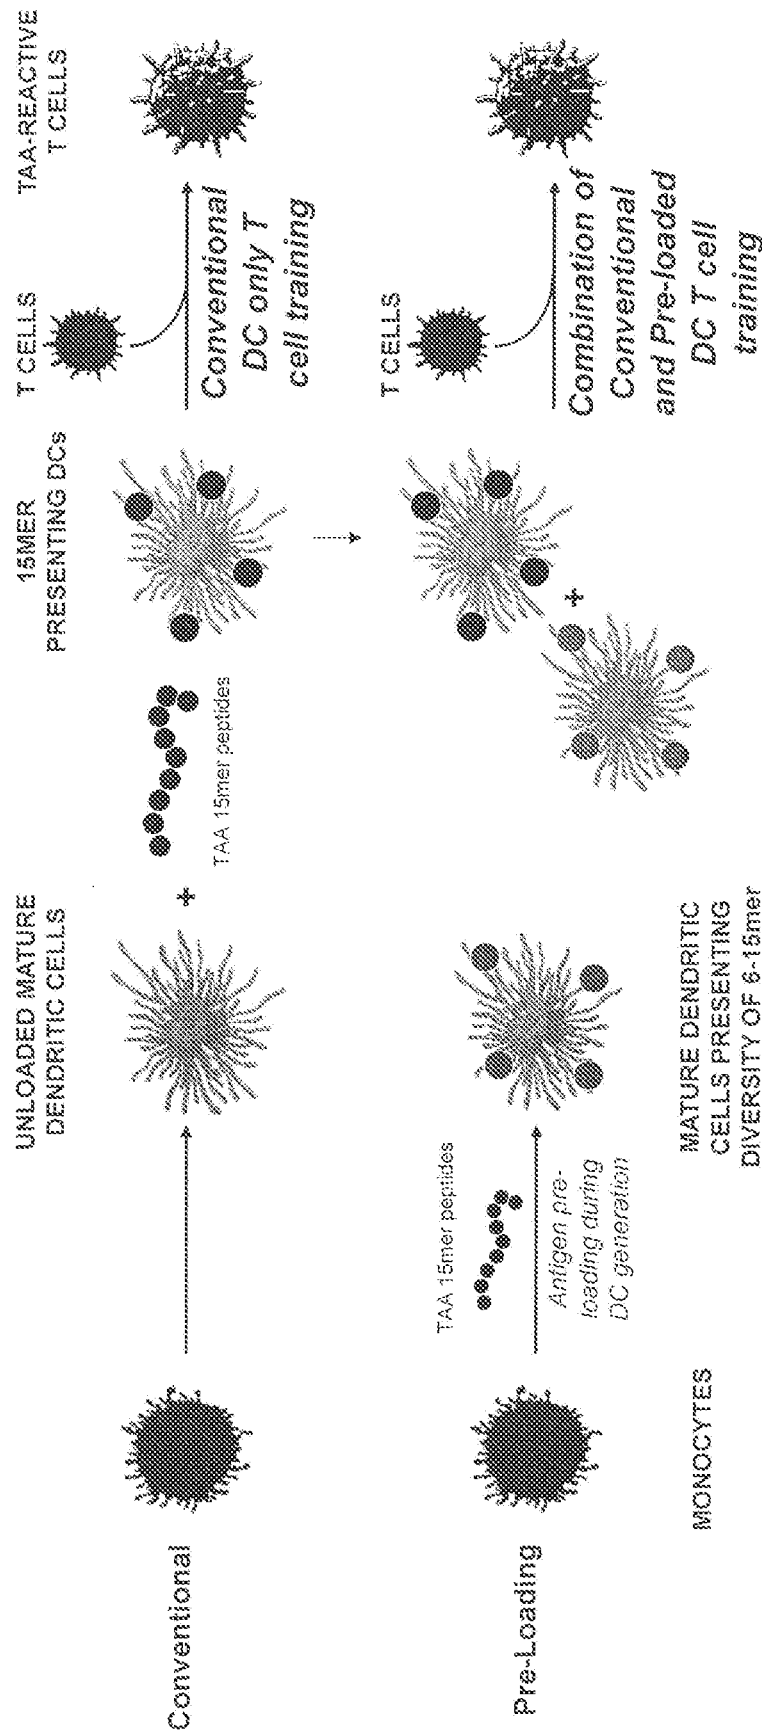 Conventional
UNLOADED MATURE
DENDRITIC CELLS
+
TAA 15mer peptides
15MER
PRESENTING DCs
T CELLS
Conventional
DC only T
cell training
TAA-REACTIVE
T CELLS
Pre-Loading
MONOCYTES
TAA 15mer peptides
Antigen pre-
loading during
DC generation
MATURE DENDRITIC
CELLS PRESENTING
DIVERSITY OF 6-15mer
+
T CELLS
Combination of
Conventional
and Pre-loaded
DC T cell
training